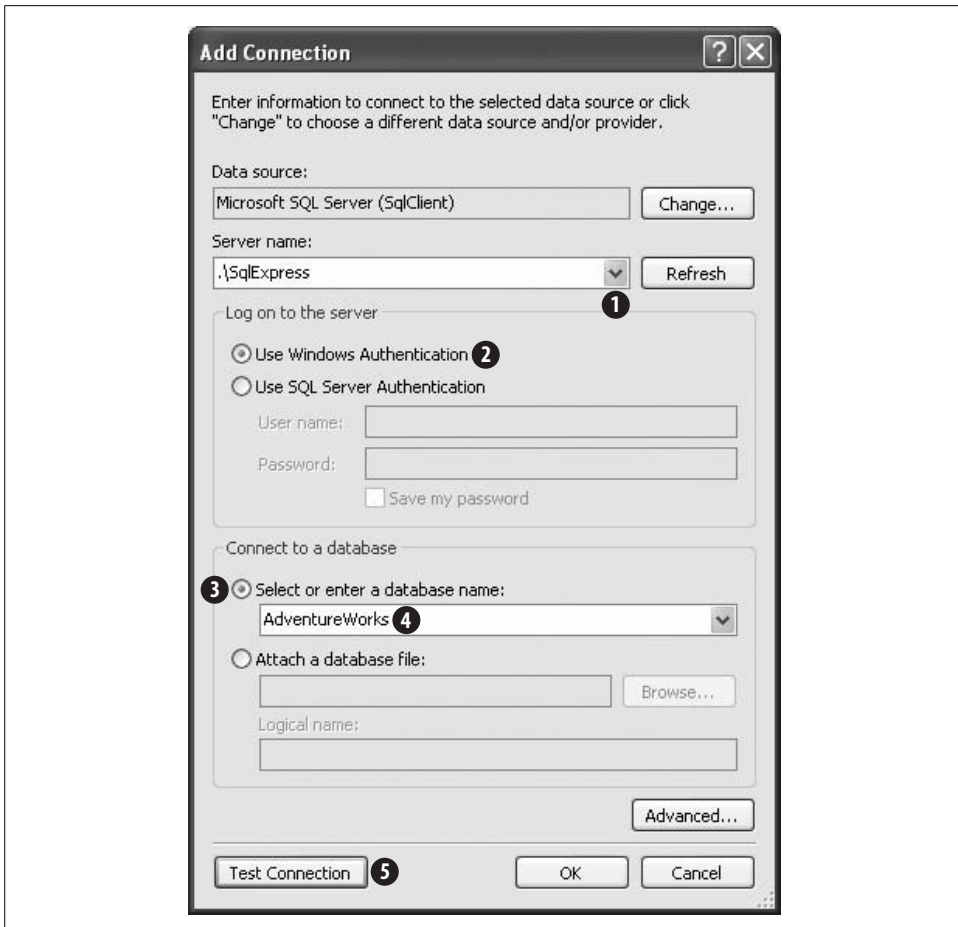 Add Connection
Enter information to connect to the selected data source or click
"Change" to choose a different data source and/or provider.
Data source:
Microsoft SQL Server (SqlClient)
Change...
Server name:
.\SqlExpress
Refresh
1
Log on to the server
Use Windows Authentication 2
Use SQL Server Authentication
User name:
Password:
Save my password
Connect to a database
3 Select or enter a database name:
AdventureWorks 4
Attach a database file:
Browse...
Logical name:
Advanced...
Test Connection 5
OK
Cancel